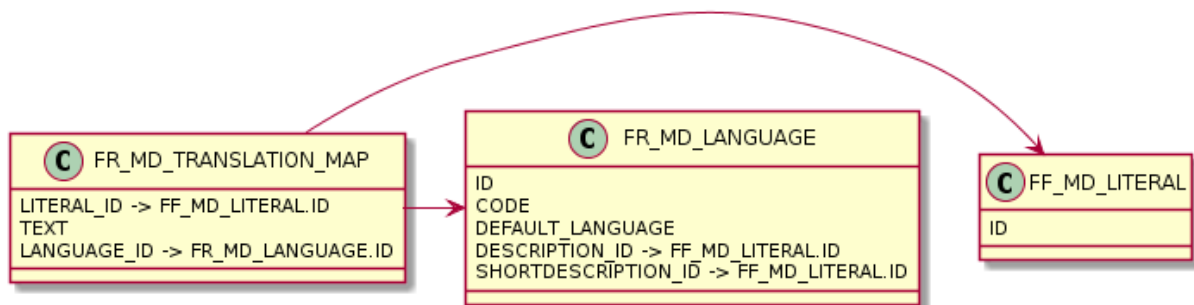 C FR_MD_TRANSLATION_MAP
LITERAL_ID -> FF_MD_LITERAL.ID
TEXT
LANGUAGE_ID -> FR_MD_LANGUAGE.ID
C FR_MD_LANGUAGE
ID
CODE
DEFAULT_LANGUAGE
DESCRIPTION_ID -> FF_MD_LITERAL.ID
SHORTDESCRIPTION_ID -> FF_MD_LITERAL.ID
C FF_MD_LITERAL
ID